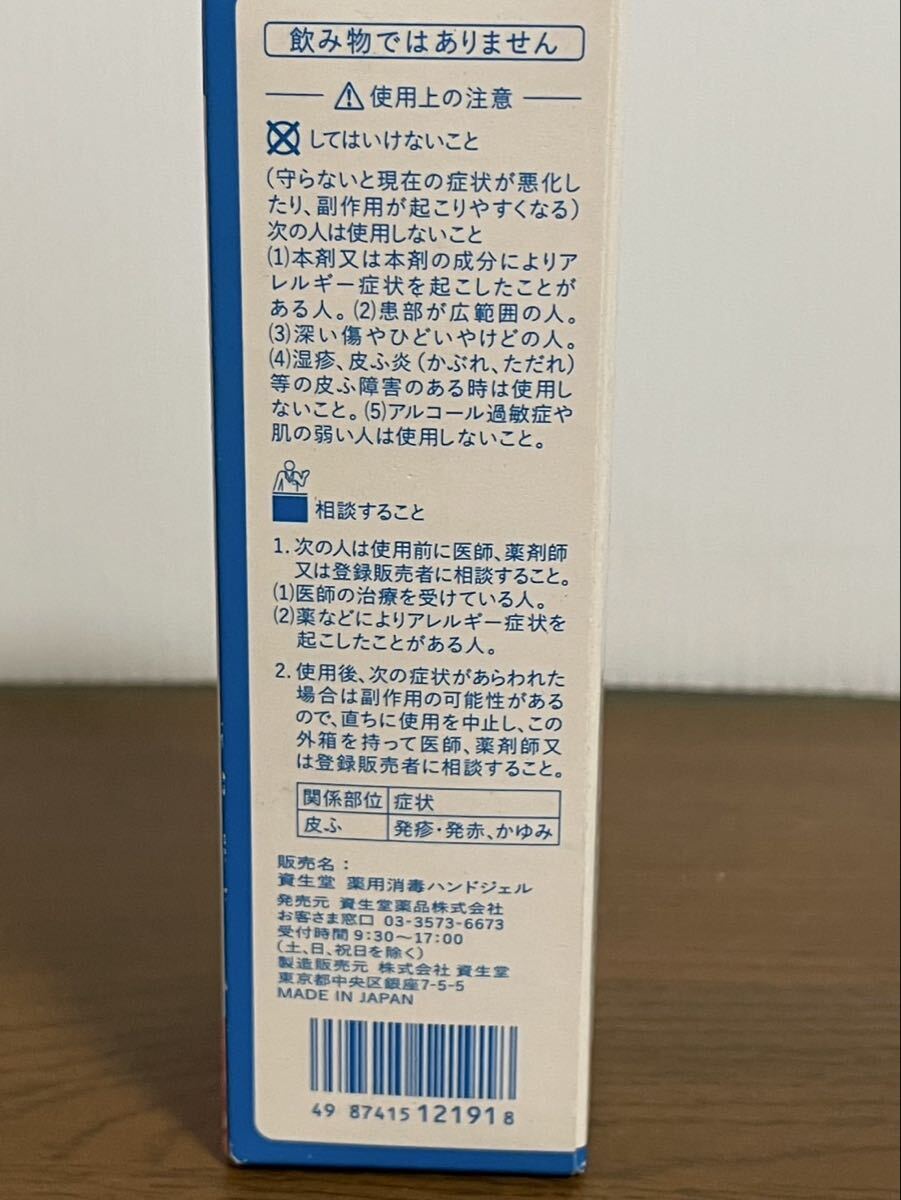 飲み物ではありません
使用上の注意
してはいけないこと
(守らないと現在の症状が悪化し
たり、副作用が起こりやすくなる)
次の人は使用しないこと
(1)本剤又は本剤の成分によりア
レルギー症状を起こしたことが
ある人。(2)患部が広範囲の人。
(3)深い傷やひどいやけどの人。
(4)湿疹、皮ふ炎(かぶれ、ただれ)
等の皮ふ障害のある時は使用し
ないこと。(5)アルコール過敏症や
肌の弱い人は使用しないこと。
相談すること
1. 次の人は使用前に医師、薬剤師
又は登録販売者に相談すること。
(1)医師の治療を受けている人。
(2)薬などによりアレルギー症状を
起こしたことがある人。
2. 使用後、次の症状があらわれた
場合は副作用の可能性がある
ので、直ちに使用を中止し、この
外箱を持って医師、薬剤師又
は登録販売者に相談すること。
関係部位 症状
皮ふ 発疹・発赤、かゆみ
販売名：
資生堂 薬用消毒ハンドジェル
発売元 資生堂薬品株式会社
お客さま窓口 03-3573-6673
受付時間 9:30〜17:00
(土、日、祝日を除く)
製造販売元 株式会社 資生堂
東京都中央区銀座7-5-5
MADE IN JAPAN
49 87415 12191 8